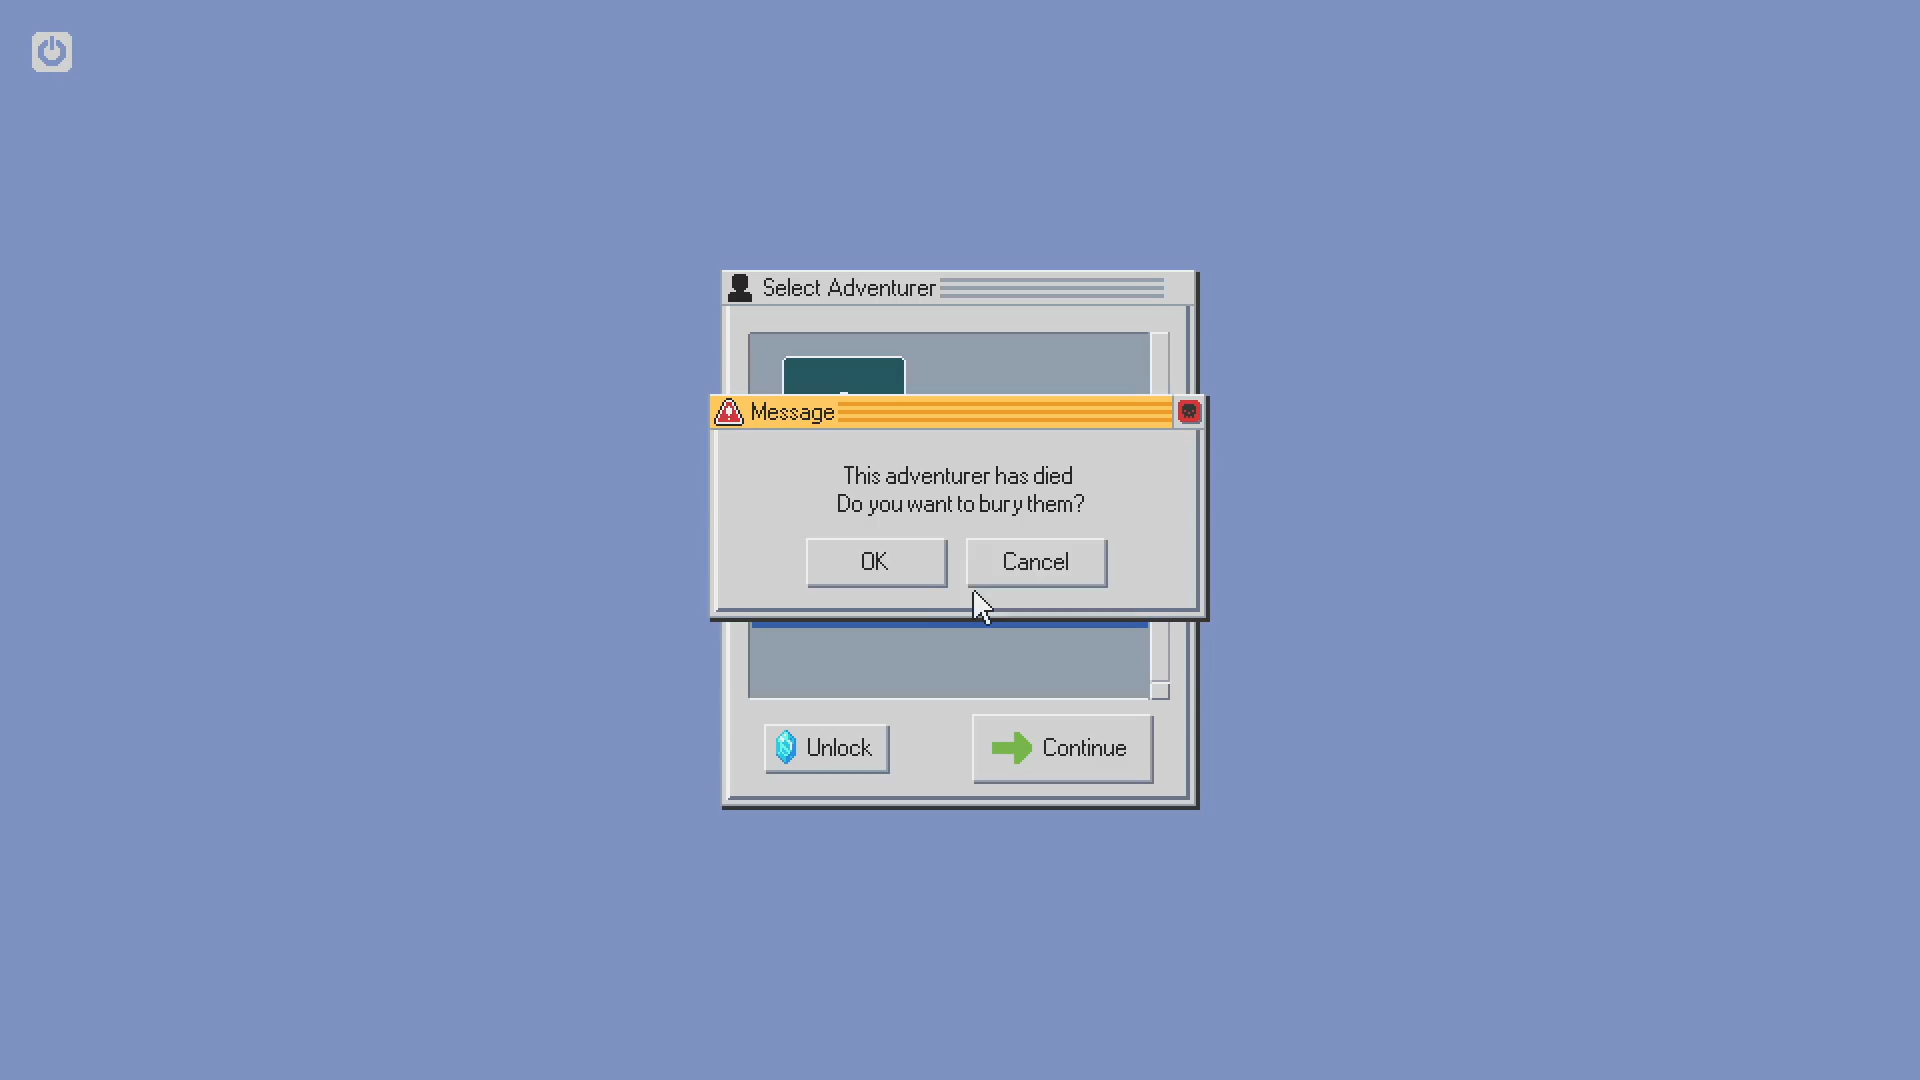 Select Adventurer
Message
This adventurer has died
Do you want to bury them?
OK
Cancel
Unlock
Continue